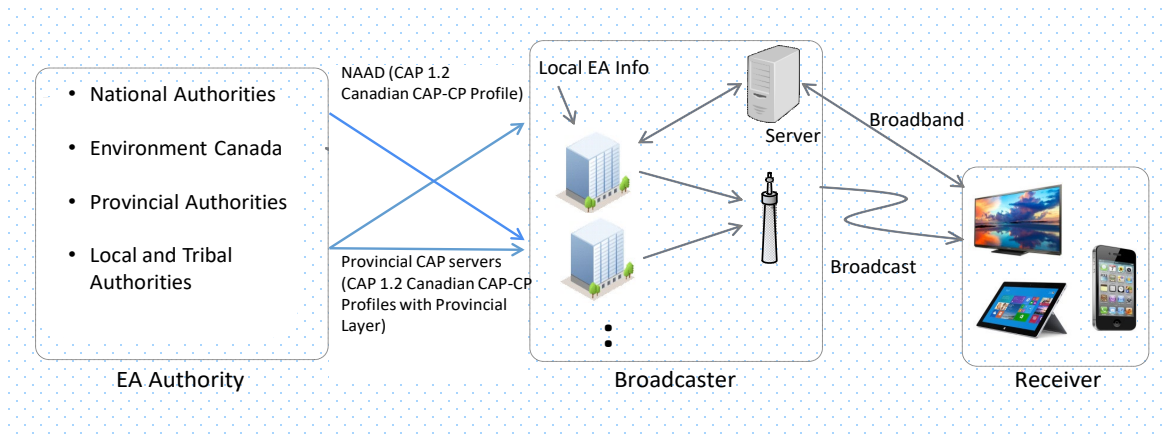 • National Authorities
• Environment Canada
• Provincial Authorities
• Local and Tribal
Authorities
EA Authority
NAAD (CAP 1.2
Canadian CAP-CP Profile)
Provincial CAP servers
(CAP 1.2 Canadian CAP-CP
Profiles with Provincial
Layer)
Local EA Info
Server
:
Broadcaster
Broadband
Broadcast
Receiver